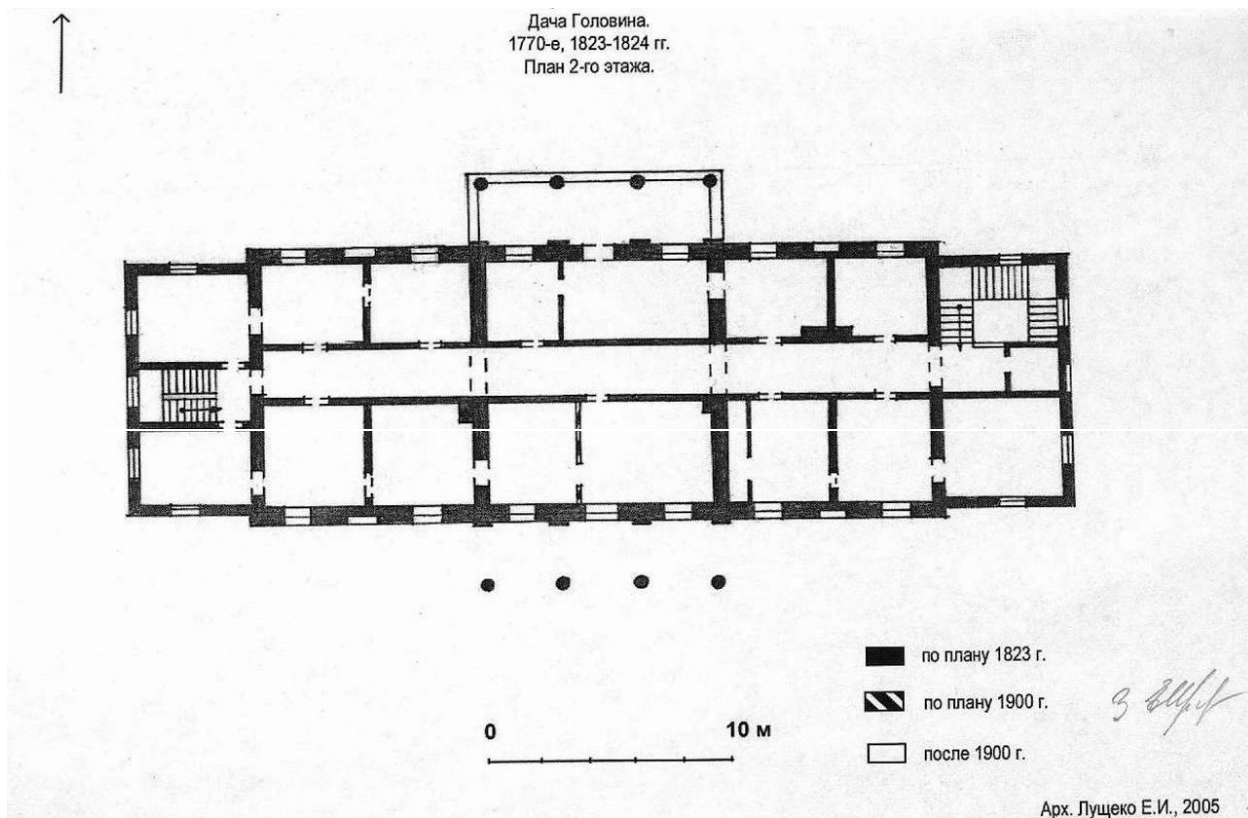 Дача Головина.
1770-е, 1823-1824 гг.
План 2-го этажа.
по плану 1823 г.
по плану 1900 г.
после 1900 г.
0 10 м
Арх. Лущеко Е.И., 2005